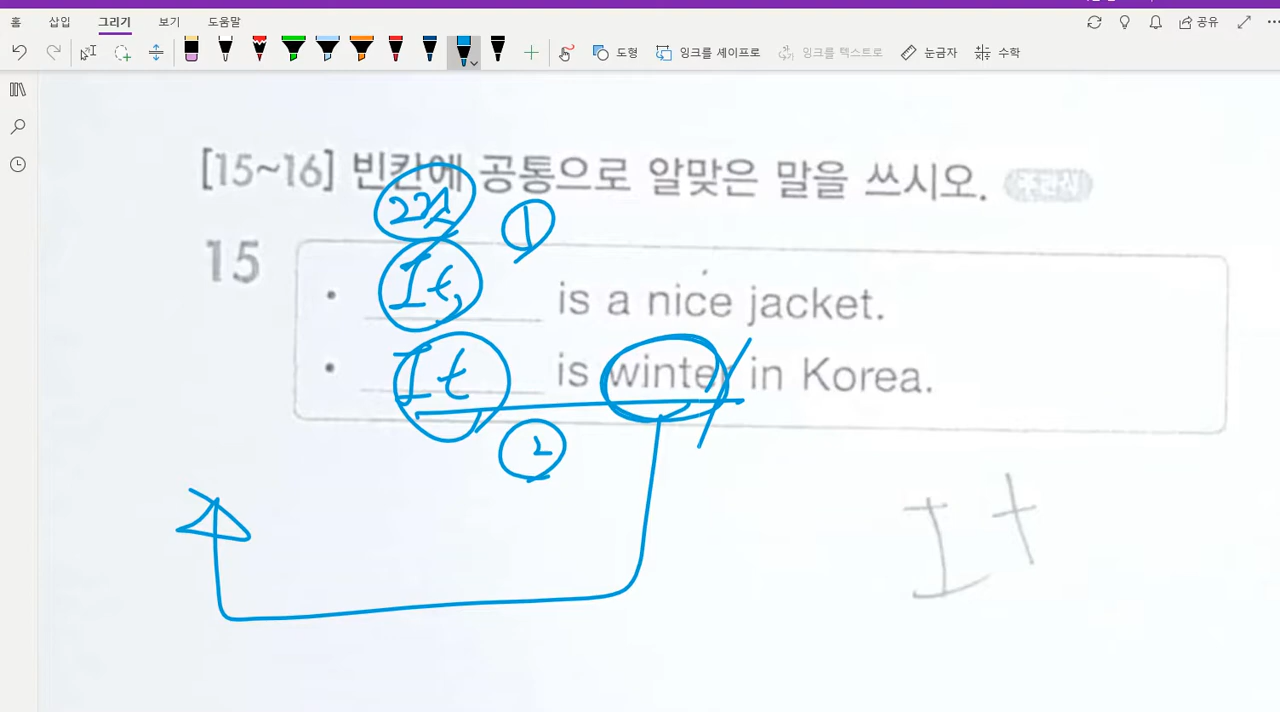 홈 삽입 그리기 보기 도움말 공유
잉크를 셰이프로 잉크를 텍스트로 눈금자 수학 도형
[15~16] 빈칸에 공통으로 알맞은 말을 쓰시오. 주관식
1
15
It, is a nice jacket.
It is winter in Korea.
2
It